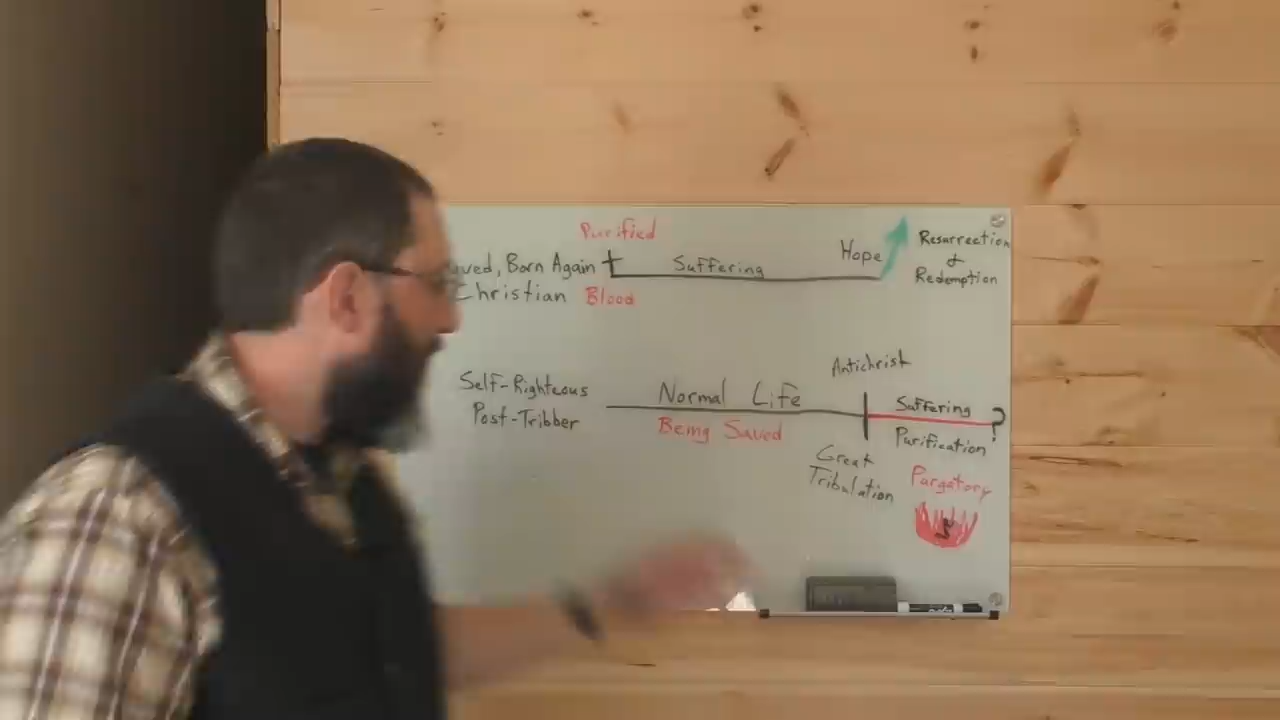 Purified
Born Again
Suffering
Hope
Resurrection
&
Redemption
Christian
Blood
Antichrist
Self-Righteous
Post-Tribber
Normal Life
Being Saved
Suffering
?
Purification
Great
Tribulation
Purgatory